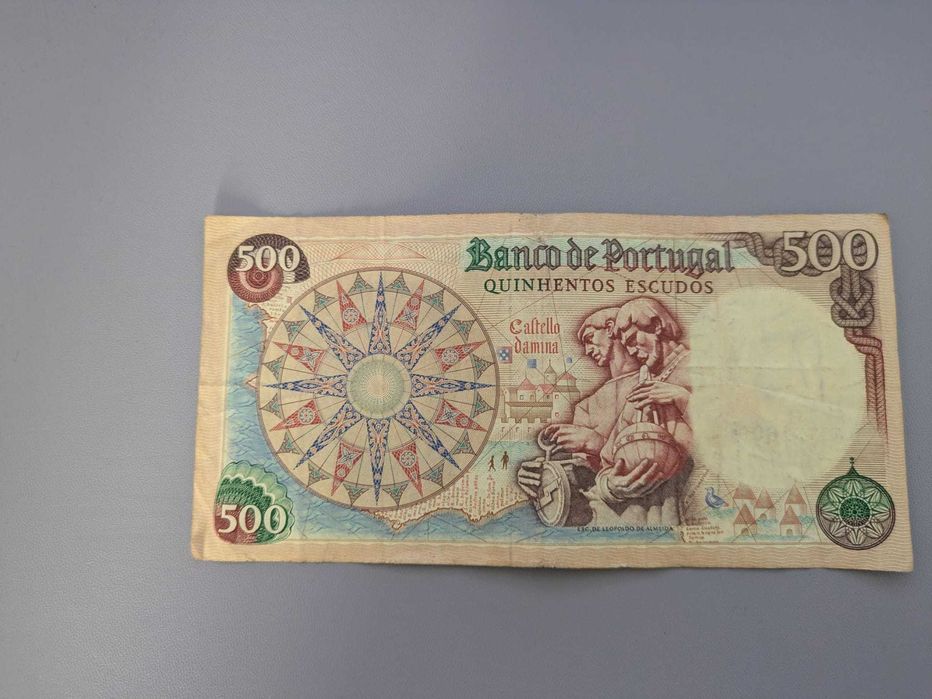 500
Banco de Portugal
500
QUINHENTOS ESCUDOS
Castello
damina
500
ESC. DE LEOPOLDO DE ALMEIDA